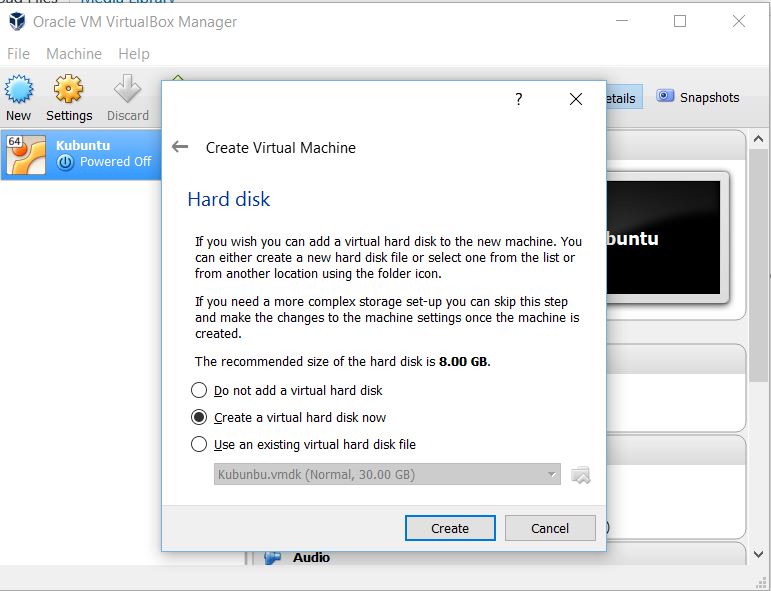 Media Library
Oracle VM VirtualBox Manager
File Machine Help
New Settings Discard
Snapshots
64
Kubuntu
Powered Off
?
Create Virtual Machine
Hard disk
If you wish you can add a virtual hard disk to the new machine. You
can either create a new hard disk file or select one from the list or
from another location using the folder icon.
If you need a more complex storage set-up you can skip this step
and make the changes to the machine settings once the machine is
created.
The recommended size of the hard disk is 8.00 GB.
Do not add a virtual hard disk
Create a virtual hard disk now
Use an existing virtual hard disk file
Kubunbu.vmdk (Normal, 30.00 GB)
Create Cancel
etails
buntu
)
Audio